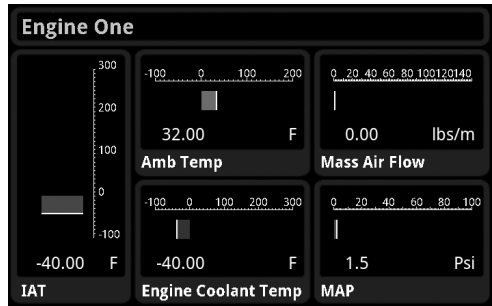 Engine One
300
200
100
0
-100
-40.00 F
IAT
-100 0 100 200
32.00 F
Amb Temp
0 20 40 60 80 100120140
0.00 lbs/m
Mass Air Flow
-100 0 100 200 300
-40.00 F
Engine Coolant Temp
0 20 40 60 80 100
1.5 Psi
MAP